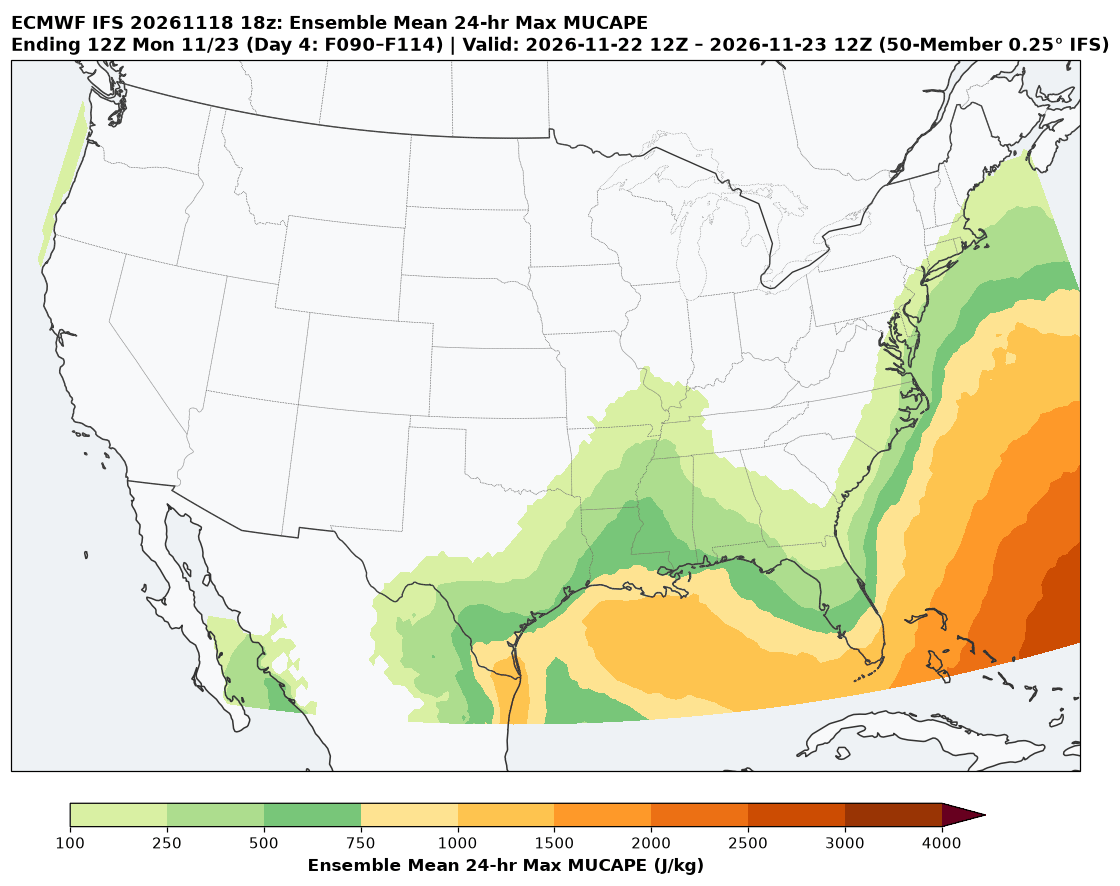 ECMWF IFS 20261118 18z: Ensemble Mean 24-hr Max MUCAPE
Ending 12Z Mon 11/23 (Day 4: F090–F114) | Valid: 2026-11-22 12Z – 2026-11-23 12Z (50-Member 0.25° IFS)
100 250 500 750 1000 1500 2000 2500 3000 4000
Ensemble Mean 24-hr Max MUCAPE (J/kg)